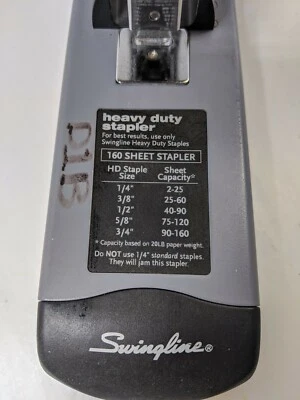 heavy duty
stapler
For best results, use only
Swingline Heavy Duty Staples
160 SHEET STAPLER
HD Staple Sheet
Size Capacity*
1/4" 2-25
3/8" 25-60
1/2" 40-90
5/8" 75-120
3/4" 90-160
* Capacity based on 20LB paper weight.
Do NOT use 1/4" standard staples.
They will jam this stapler.
Swingline®